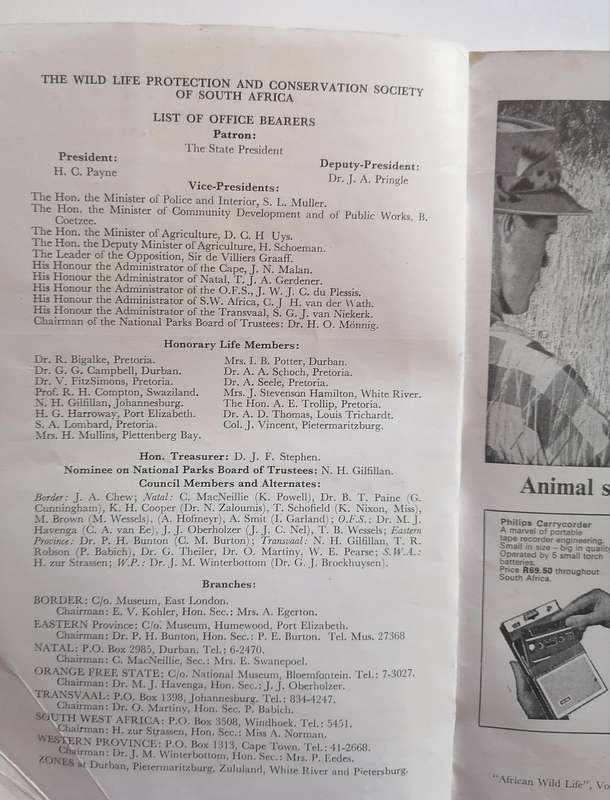 THE WILD LIFE PROTECTION AND CONSERVATION SOCIETY
OF SOUTH AFRICA
LIST OF OFFICE BEARERS
Patron:
The State President
President:
H. C. Payne
Deputy-President:
Dr. J. A. Pringle
Vice-Presidents:
The Hon. the Minister of Police and Interior, S. L. Muller.
The Hon. the Minister of Community Development and of Public Works, B.
Coetzee.
The Hon. the Minister of Agriculture, D. C. H Uys.
The Hon. the Deputy Minister of Agriculture, H. Schoeman.
The Leader of the Opposition, Sir de Villiers Graaff.
His Honour the Administrator of the Cape, J. N. Malan.
His Honour the Administrator of Natal, T. J. A. Gerdener.
His Honour the Administrator of the O.F.S., J. W. J. C. du Plessis.
His Honour the Administrator of S.W. Africa, C. J H. van der Wath.
His Honour the Administrator of the Transvaal, S. G. J. van Niekerk.
Chairman of the National Parks Board of Trustees: Dr. H. O. Mönnig.
Honorary Life Members:
Dr. R. Bigalke, Pretoria.
Dr. G. G. Campbell, Durban.
Dr. V. FitzSimons, Pretoria.
Prof. R. H. Compton, Swaziland.
N. H. Gilfillan, Johannesburg.
H. G. Harroway, Port Elizabeth.
S. A. Lombard, Pretoria.
Mrs. H. Mullins, Plettenberg Bay.
Mrs. I. B. Potter, Durban.
Dr. A. A. Schoch, Pretoria.
Dr. A. Seele, Pretoria.
Mrs. J. Stevenson Hamilton, White River.
The Hon. A. E. Trollip, Pretoria.
Dr. A. D. Thomas, Louis Trichardt.
Col. J. Vincent, Pietermaritzburg.
Hon. Treasurer: D. J. F. Stephen.
Nominee on National Parks Board of Trustees: N. H. Gilfillan.
Council Members and Alternates:
Border: J. A. Chew; Natal: C. MacNeillie (K. Powell), Dr. B. T. Paine (G.
Cunningham), K. H. Cooper (Dr. N. Zaloumis), T. Schofield (K. Nixon, Miss),
M. Brown (M. Wessels). (A. Hofneyr), A. Smit (I. Garland); O.F.S.: Dr. M. J.
Havenga (C. A. van Ee), J. J. Oberholzer (J. J. C. Nel), T. B. Wessels; Eastern
Province: Dr. P. H. Bunton (C. M. Burton); Transvaal: N. H. Gilfillan, T. R.
Robson (P. Babich), Dr. G. Theiler, Dr. O. Martiny. W. E. Pearse; S.W.A.:
H. zur Strassen; W.P.: Dr. J. M. Winterbottom (Dr. G. J. Brockhuysen).
Branches:
BORDER: C/o. Museum, East London.
Chairman: E. V. Kohler, Hon. Sec.: Mrs. A. Egerton.
EASTERN Province: C/o. Museum, Humewood, Port Elizabeth.
Chairman: Dr. P. H. Bunton, Hon. Sec.: P. E. Burton. Tel. Mus. 27368
NATAL: P.O. Box 2985, Durban. Tel.: 6-2470.
Chairman: C. MacNeillie, Sec.: Mrs. E. Swanepoel.
ORANGE FREE STATE: C/o. National Museum, Bloemfontein. Tel.: 7-3027.
Chairman: Dr. M. J. Havenga, Hon. Sec.: J. J. Oberholzer.
TRANSVAAL: P.O. Box 1398, Johannesburg. Tel.: 834-4247.
Chairman: Dr. O. Martiny, Hon. Sec. P. Babich.
SOUTH WEST AFRICA: P.O. Box 3508, Windhoek. Tel.: 5451.
Chairman: H. zur Strassen, Hon. Sec.: Miss A. Norman.
WESTERN PROVINCE: P.O. Box 1313, Cape Town. Tel.: 41-2668.
Chairman: Dr. J. M. Winterbottom, Hon. Sec.: Mrs. P. Eedes.
ZONES at Durban, Pietermaritzburg, Zululand, White River and Pietersburg.
Animal s
Philips Carrycorder
A marvel of portable
tape recorder engineering.
Small in size – big in quality
Operated by 5 small torch
batteries.
Price R69.50 throughout
South Africa.
"African Wild Life", Vo